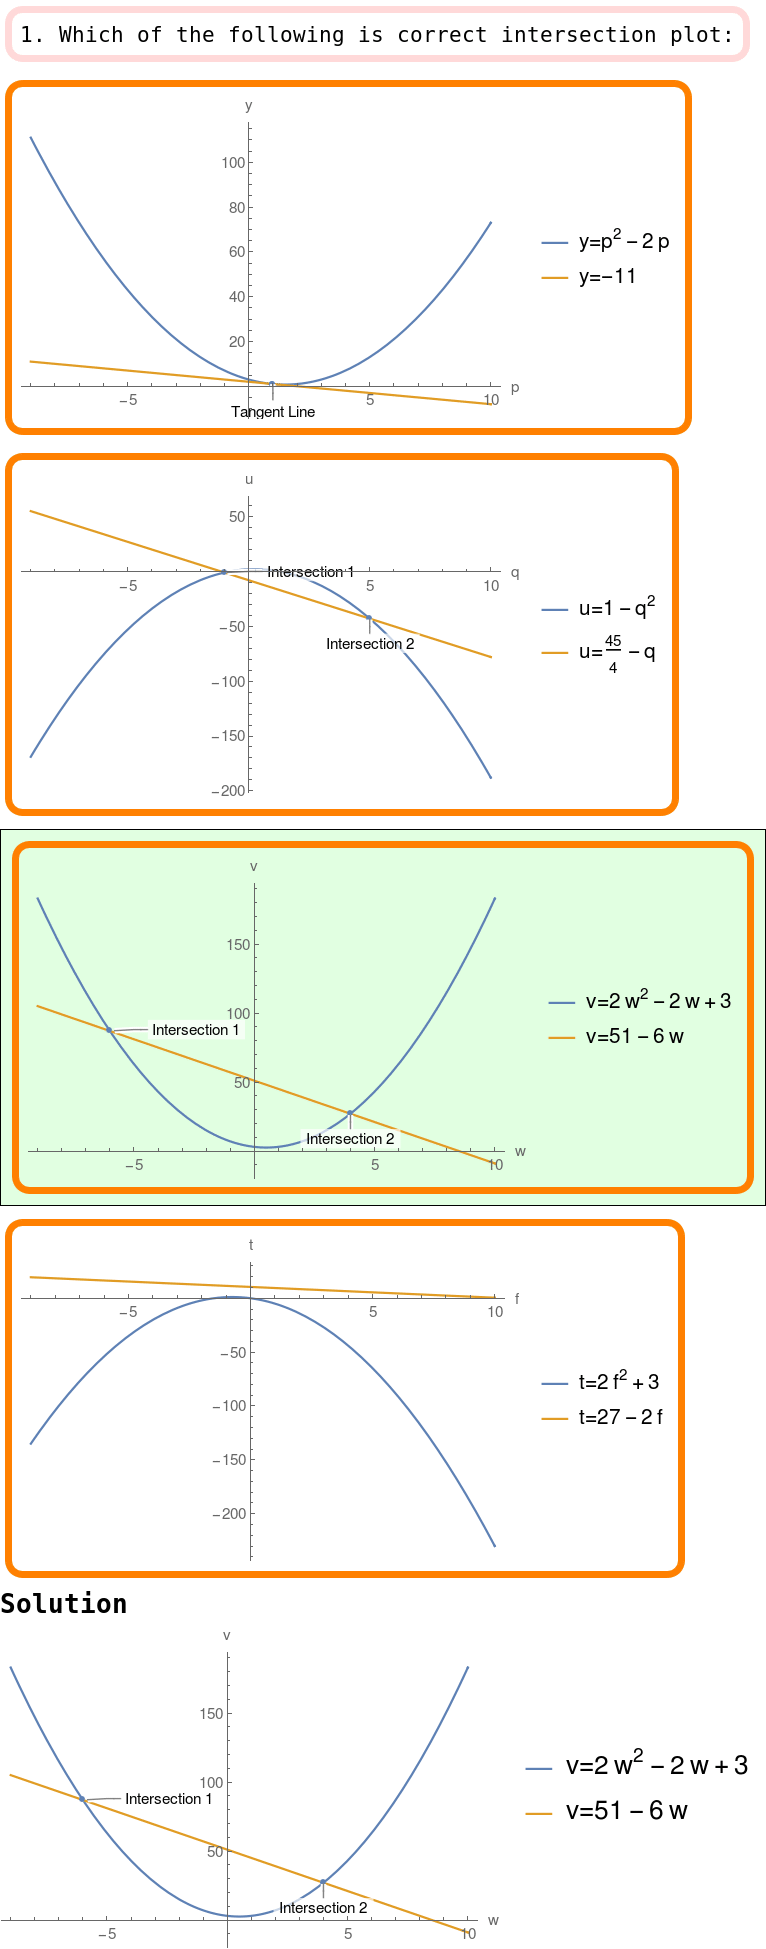 1. Which of the following is correct intersection plot:
y
100
80
60
40
20
−5
5
10
p
Tangent Line
y=p² − 2 p
y=−11
u
50
−5
5
10
q
Intersection 1
−50
Intersection 2
−100
−150
−200
u=1 − q²
u=45/4 − q
v
150
100
Intersection 1
50
Intersection 2
−5
5
10
w
v=2 w² − 2 w + 3
v=51 − 6 w
t
−5
5
10
f
−50
−100
−150
−200
t=2 f² + 3
t=27 − 2 f
Solution
v
150
100
Intersection 1
50
Intersection 2
−5
5
10
w
v=2 w² − 2 w + 3
v=51 − 6 w